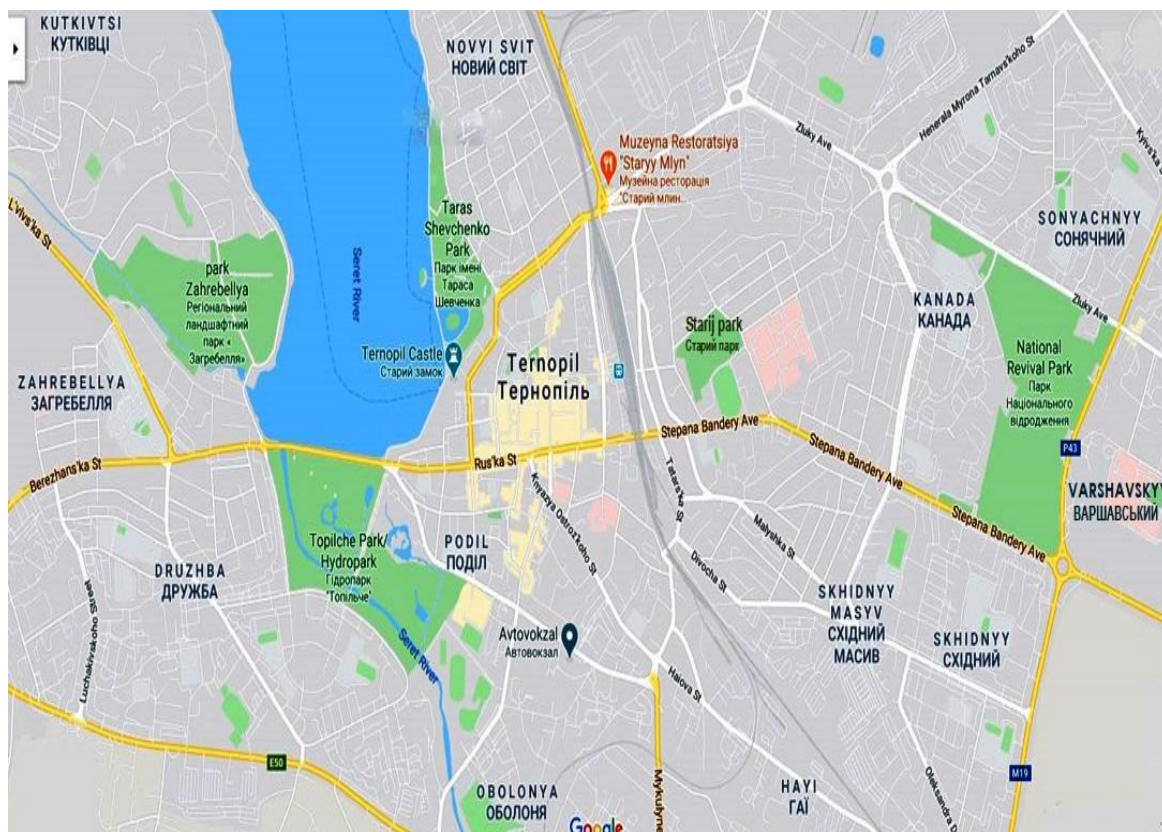 KUTKIVTSI
КУТКІВЦІ
NOVYI SVIT
НОВИЙ СВІТ
Muzeyna Restoratsiya
"Staryy Mlyn"
Музейна ресторація
"Старий млин...
Zluky Ave
Henerala Myrona Tarnavs'koho St
Kyivs'ka S
L'vivs'ka St
Taras
Shevchenko
Park
Парк імені
Тараса
Шевченка
Seret River
SONYACHNYY
СОНЯЧНИЙ
park
Zahrebellya
Регіональний
ландшафтний
парк «
Загребелля»
KANADA
КАНАДА
Zluky Ave
Starij park
Старий парк
Ternopil Castle
Старий замок
Ternopil
Тернопіль
National
Revival Park
Парк
Національного
відродження
ZAHREBELLYA
ЗАГРЕБЕЛЛЯ
Stepana Bandery Ave
Stepana Bandery Ave
P43
Berezhans'ka St
Rus'ka St
Tatars'ka St
VARSHAVSKYY
ВАРШАВСЬКИЙ
Knyazya Ostroz'koho St
Stepana Bandery Ave
Malyshka St
Topilche Park/
Hydropark
Гідропарк
"Топільче"
PODIL
ПОДІЛ
Divocha St
DRUZHBA
ДРУЖБА
Luchakivskoho Street
SKHIDNYY
MASYV
СХІДНИЙ
МАСИВ
SKHIDNYY
СХІДНИЙ
Avtovokzal
Автовокзал
Seret River
Haiova St
E50
M19
Mykulyne
Oleksandra D
OBOLONYA
ОБОЛОНЯ
HAYI
ГАЇ
Google